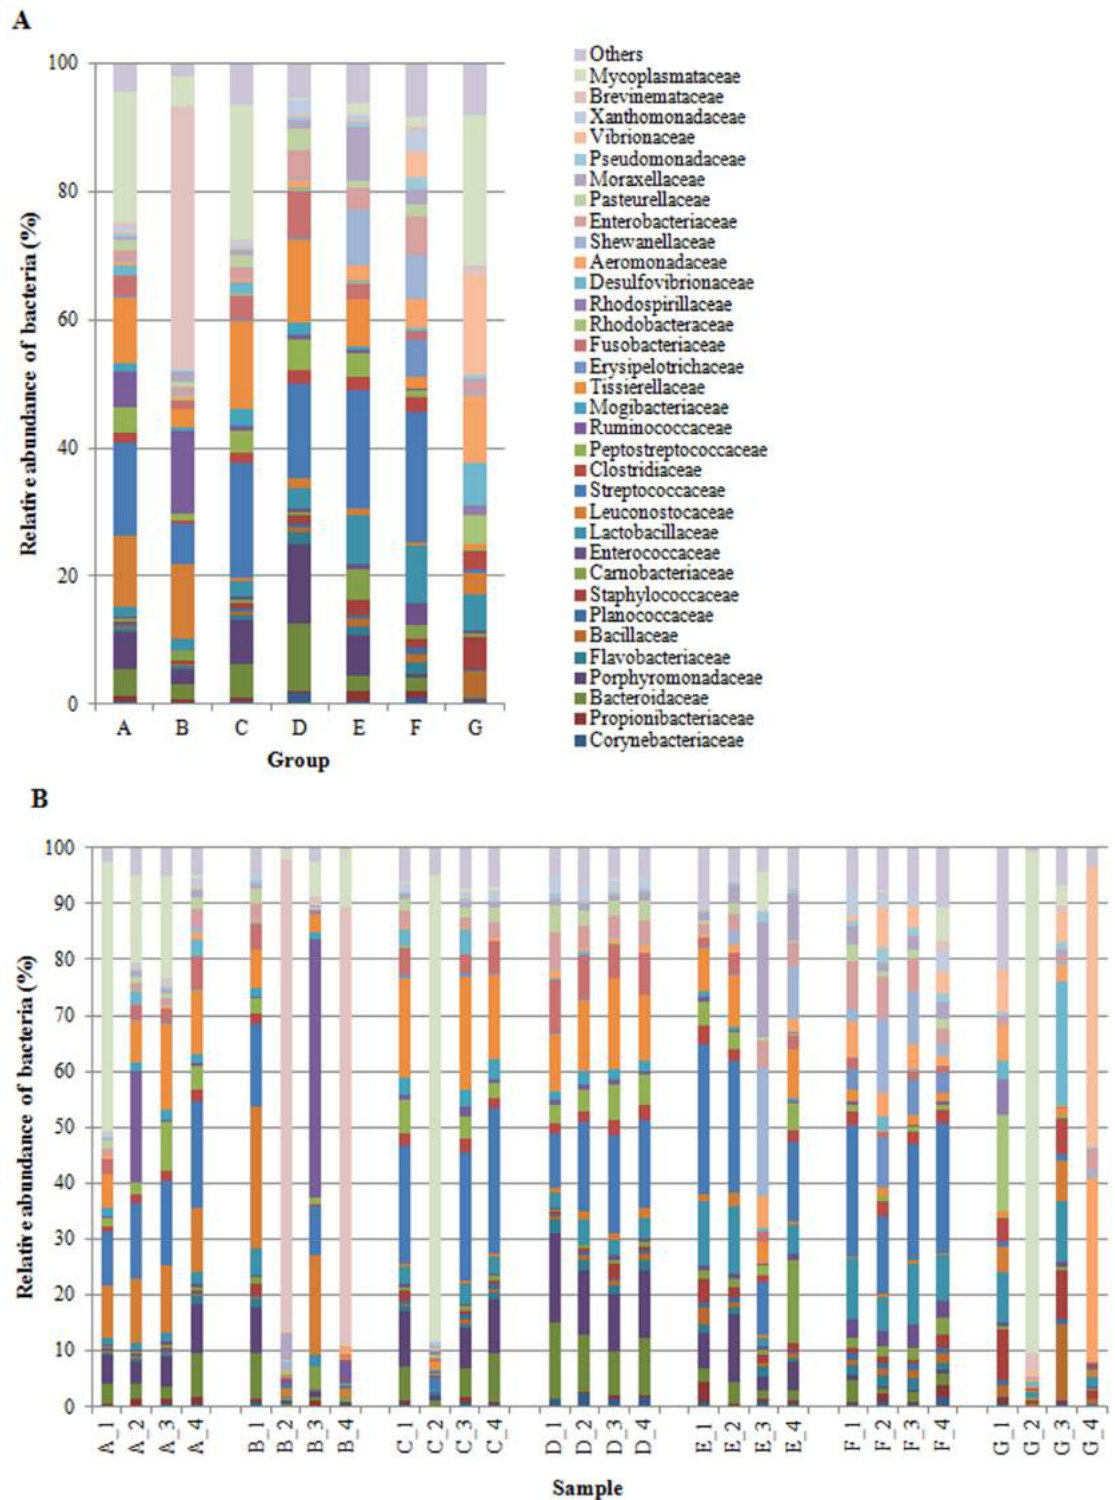 A
100
80
60
40
20
0
Relative abundance of bacteria (%)
A B C D E F G
Group
Others
Mycoplasmataceae
Brevinemataceae
Xanthomonadaceae
Vibrionaceae
Pseudomonadaceae
Moraxellaceae
Pasteurellaceae
Enterobacteriaceae
Shewanellaceae
Aeromonadaceae
Desulfovibrionaceae
Rhodospirillaceae
Rhodobacteraceae
Fusobacteriaceae
Erysipelotrichaceae
Tissierellaceae
Mogibacteriaceae
Ruminococcaceae
Peptostreptococcaceae
Clostridiaceae
Streptococcaceae
Leuconostocaceae
Lactobacillaceae
Enterococcaceae
Carnobacteriaceae
Staphylococcaceae
Planococcaceae
Bacillaceae
Flavobacteriaceae
Porphyromonadaceae
Bacteroidaceae
Propionibacteriaceae
Corynebacteriaceae
B
100
90
80
70
60
50
40
30
20
10
0
Relative abundance of bacteria (%)
A_1 A_2 A_3 A_4 B_1 B_2 B_3 B_4 C_1 C_2 C_3 C_4 D_1 D_2 D_3 D_4 E_1 E_2 E_3 E_4 F_1 F_2 F_3 F_4 G_1 G_2 G_3 G_4
Sample